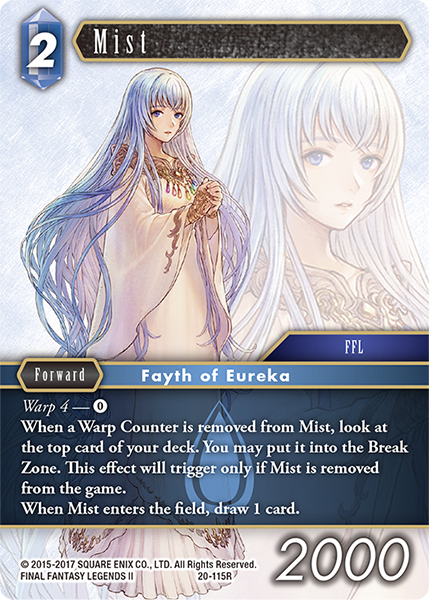 2
Mist
FFL
Forward
Fayth of Eureka
Warp 4 — 0
When a Warp Counter is removed from Mist, look at
the top card of your deck. You may put it into the Break
Zone. This effect will trigger only if Mist is removed
from the game.
When Mist enters the field, draw 1 card.
© 2015-2017 SQUARE ENIX CO., LTD. All Rights Reserved.
FINAL FANTASY LEGENDS II 20-115R
2000